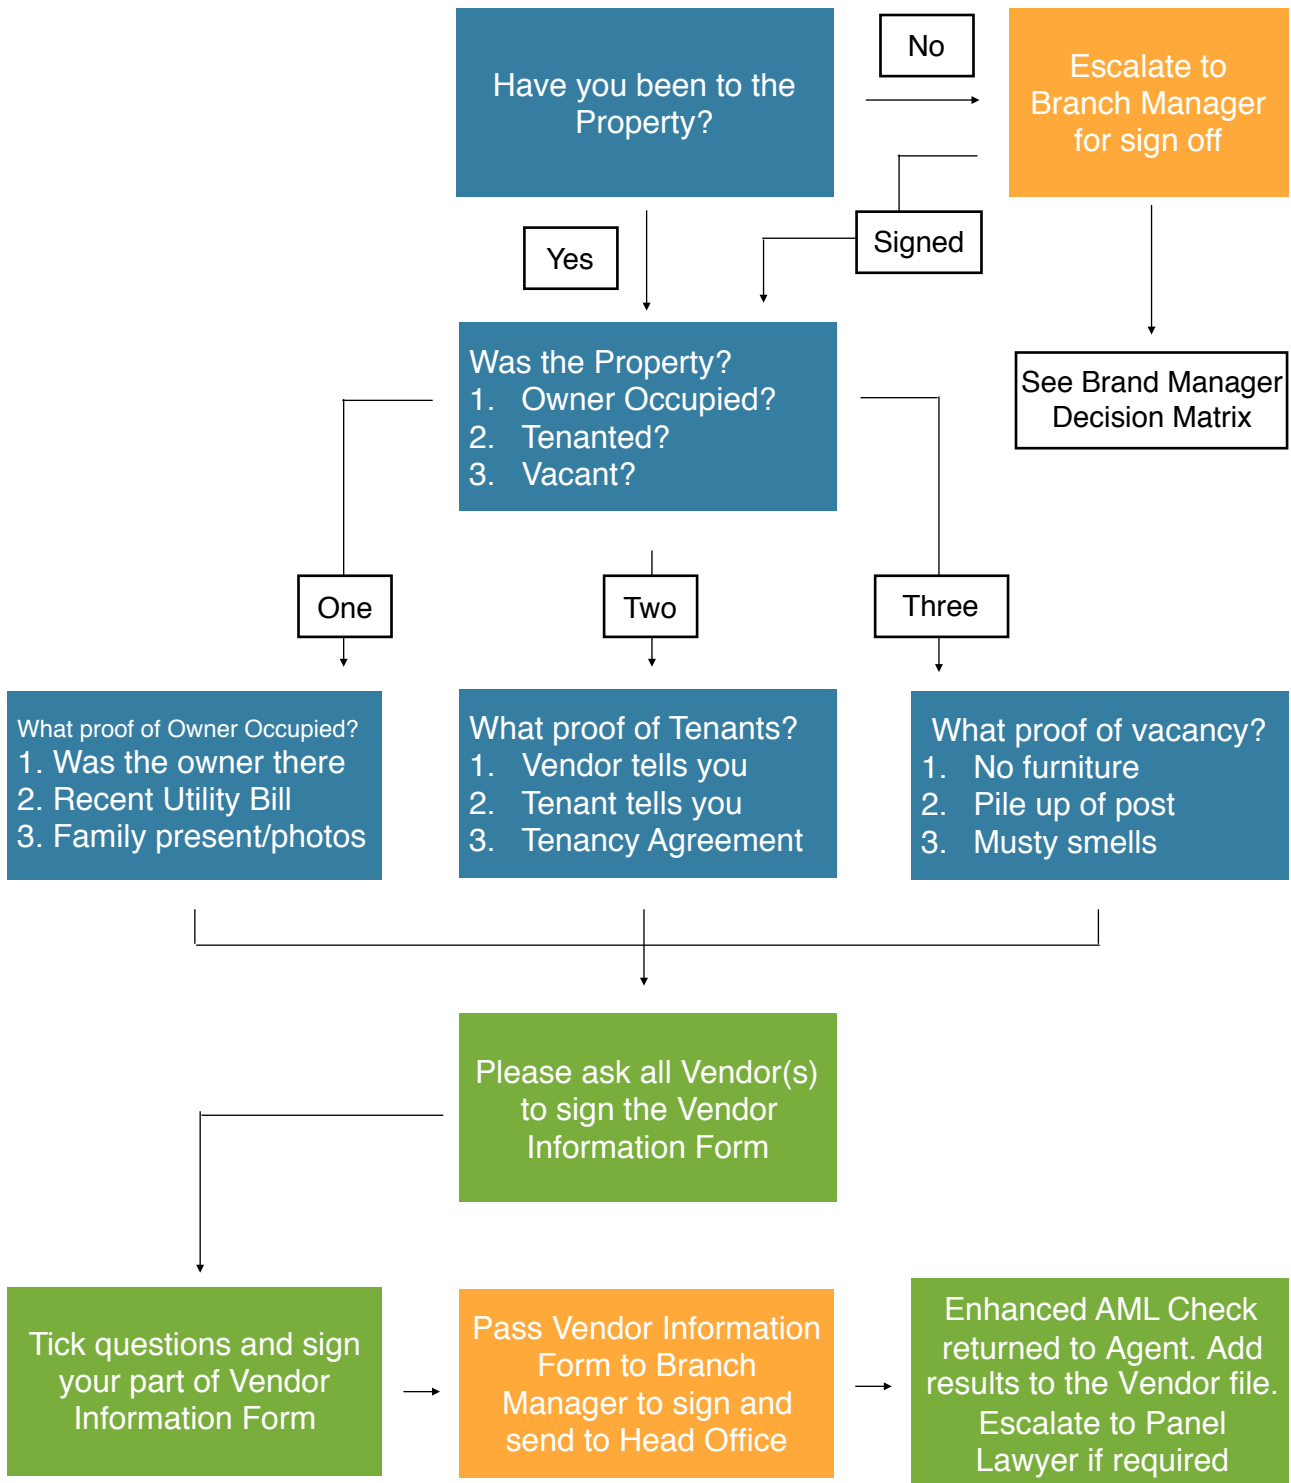 Have you been to the
Property?
No
Escalate to
Branch Manager
for sign off
Yes
Signed
Was the Property?
1. Owner Occupied?
2. Tenanted?
3. Vacant?
See Brand Manager
Decision Matrix
One
Two
Three
What proof of Owner Occupied?
1. Was the owner there
2. Recent Utility Bill
3. Family present/photos
What proof of Tenants?
1. Vendor tells you
2. Tenant tells you
3. Tenancy Agreement
What proof of vacancy?
1. No furniture
2. Pile up of post
3. Musty smells
Please ask all Vendor(s)
to sign the Vendor
Information Form
Tick questions and sign
your part of Vendor
Information Form
Pass Vendor Information
Form to Branch
Manager to sign and
send to Head Office
Enhanced AML Check
returned to Agent. Add
results to the Vendor file.
Escalate to Panel
Lawyer if required